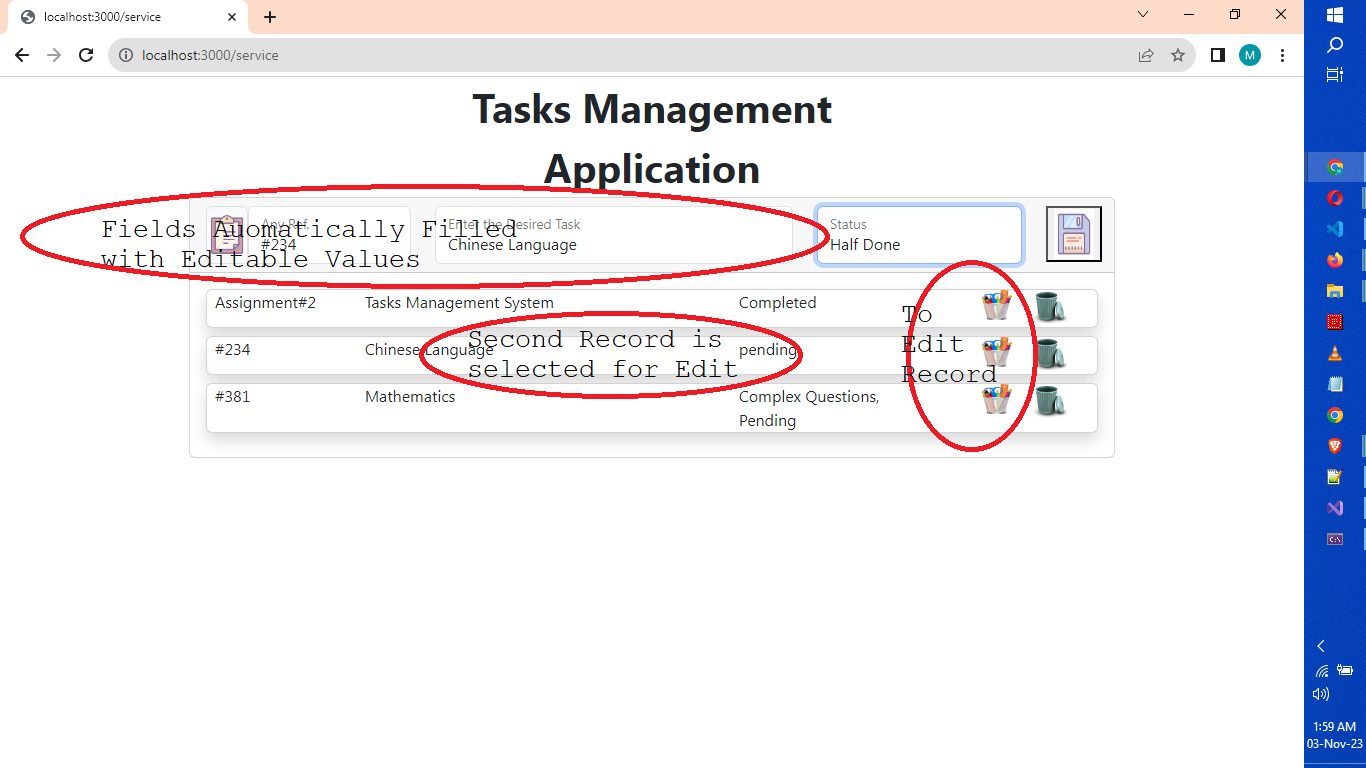 localhost:3000/service
localhost:3000/service
M
Tasks Management
Application
Any Ref.
#234
Enter the Desired Task
Chinese Language
Status
Half Done
Fields Auomatically Filled
with Editable Values
Assignment#2 Tasks Management System Completed
#234 Chinese Language pending
#381 Mathematics Complex Questions,
Pending
Second Record is
selected for Edit
To
Edit
Record
1:59 AM
03-Nov-23